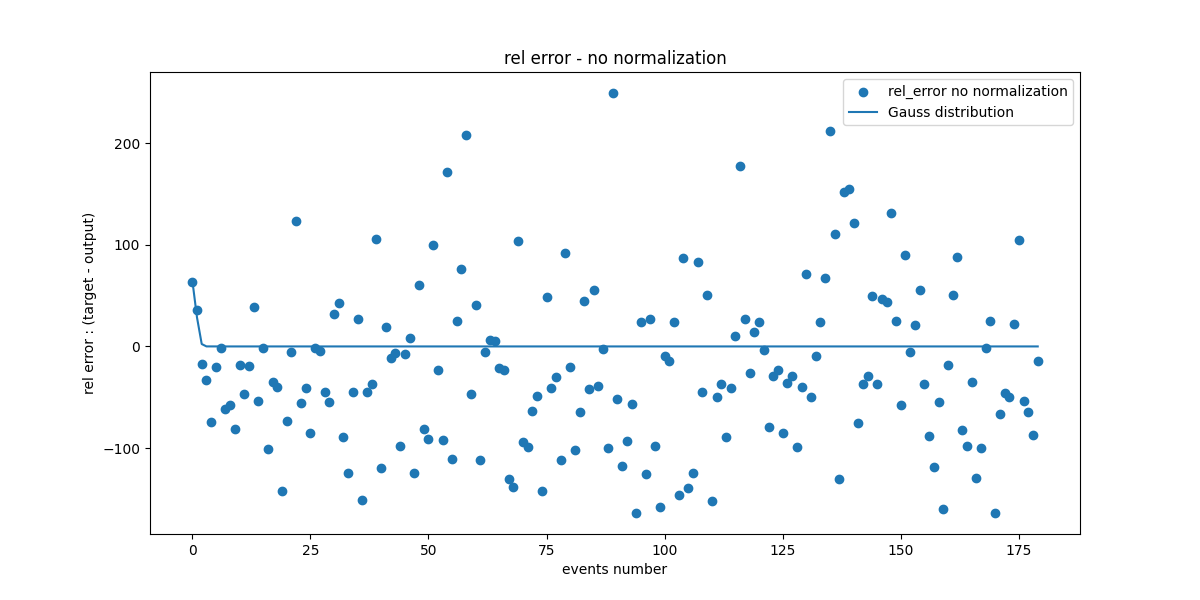 rel error - no normalization
rel_error no normalization
Gauss distribution
rel error : (target - output)
200
100
0
−100
0 25 50 75 100 125 150 175
events number